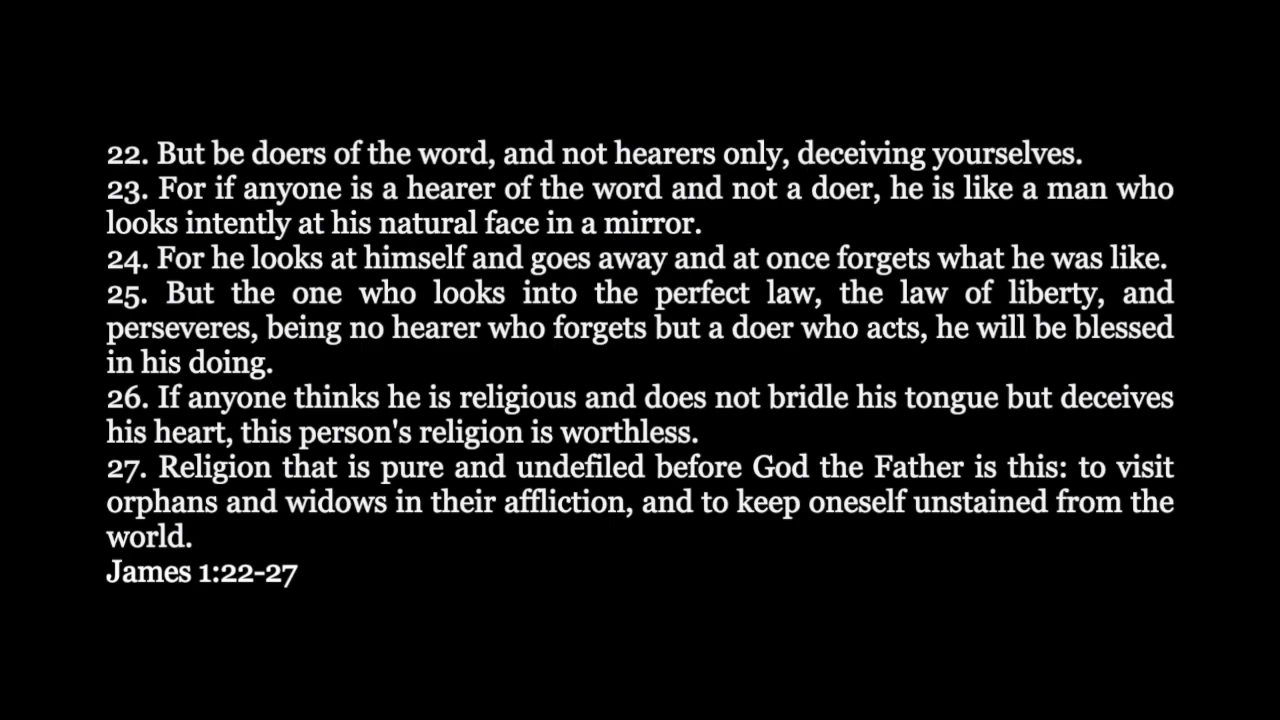 22. But be doers of the word, and not hearers only, deceiving yourselves.
23. For if anyone is a hearer of the word and not a doer, he is like a man who
looks intently at his natural face in a mirror.
24. For he looks at himself and goes away and at once forgets what he was like.
25. But the one who looks into the perfect law, the law of liberty, and
perseveres, being no hearer who forgets but a doer who acts, he will be blessed
in his doing.
26. If anyone thinks he is religious and does not bridle his tongue but deceives
his heart, this person's religion is worthless.
27. Religion that is pure and undefiled before God the Father is this: to visit
orphans and widows in their affliction, and to keep oneself unstained from the
world.
James 1:22-27